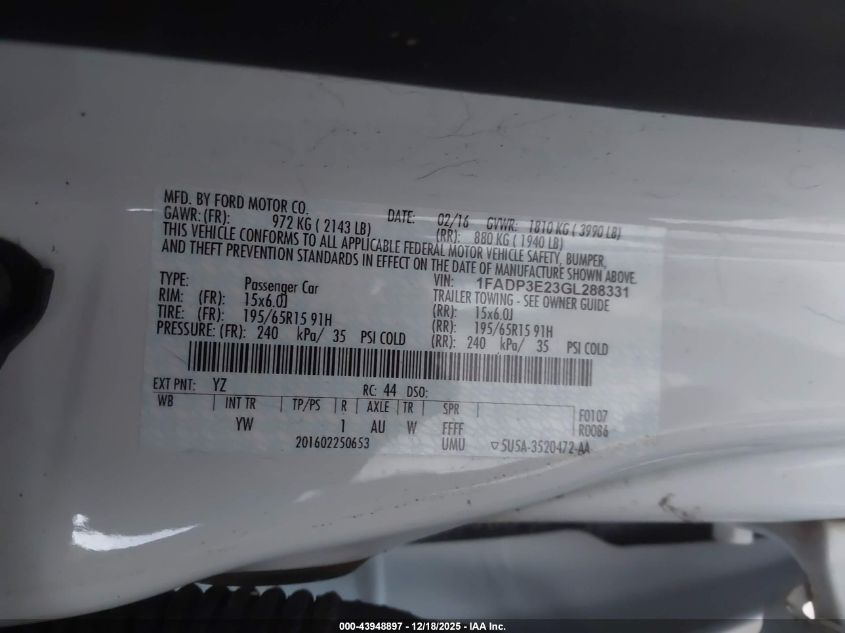 MFD. BY FORD MOTOR CO.
DATE: 02/16 GVWR: 1810 KG ( 3990 LB)
GAWR: (FR): 972 KG ( 2143 LB) (RR): 880 KG ( 1940 LB)
THIS VEHICLE CONFORMS TO ALL APPLICABLE FEDERAL MOTOR VEHICLE SAFETY, BUMPER,
AND THEFT PREVENTION STANDARDS IN EFFECT ON THE DATE OF MANUFACTURE SHOWN ABOVE.
VIN: 1FADP3E23GL288331
TYPE: Passenger Car TRAILER TOWING - SEE OWNER GUIDE
RIM: (FR): 15x6.0J (RR): 15x6.0J
TIRE: (FR): 195/65R15 91H (RR): 195/65R15 91H
PRESSURE: (FR): 240 kPa/ 35 PSI COLD (RR): 240 kPa/ 35 PSI COLD
EXT PNT: YZ RC: 44 DSO:
WB INT TR TP/PS R AXLE TR SPR F0107
YW 1 AU W FFFF R0086
201602250653 UMU ▽5U5A-3520472-AA
000-43948897 - 12/18/2025 - IAA Inc.